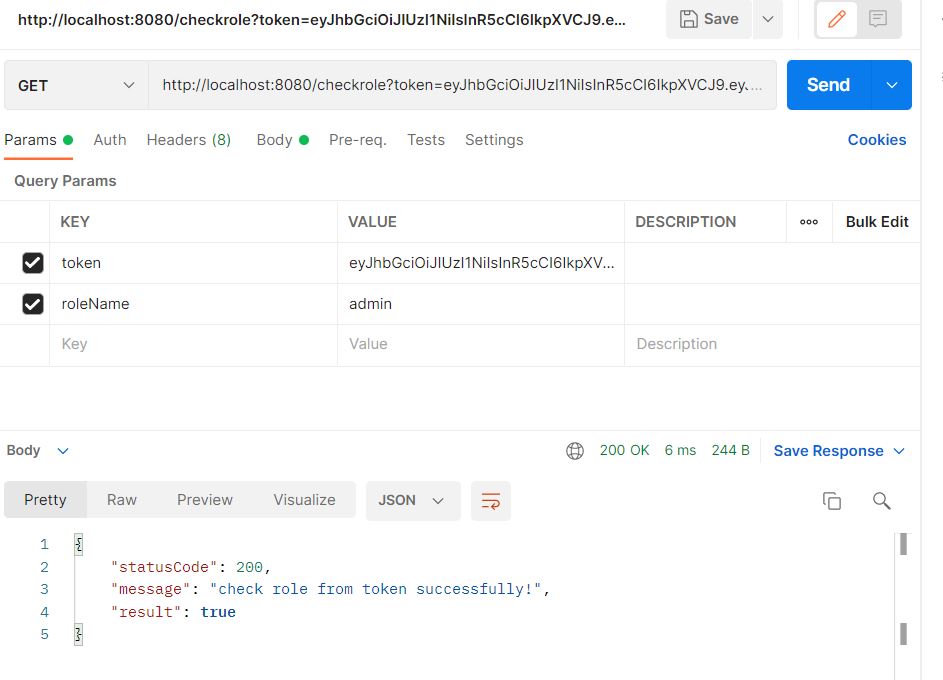 http://localhost:8080/checkrole?token=eyJhbGciOiJIUzI1NiIsInR5cCI6IkpXVCJ9.e...
Save
GET
http://localhost:8080/checkrole?token=eyJhbGciOiJIUzI1NiIsInR5cCI6IkpXVCJ9.ey. ...
Send
Params Auth Headers (8) Body Pre-req. Tests Settings Cookies
Query Params
KEY VALUE DESCRIPTION ooo Bulk Edit
token eyJhbGciOiJIUzI1NiIsInR5cCI6IkpXV...
roleName admin
Key Value Description
Body 200 OK 6 ms 244 B Save Response
Pretty Raw Preview Visualize JSON
1 {
2 "statusCode": 200,
3 "message": "check role from token successfully!",
4 "result": true
5 }